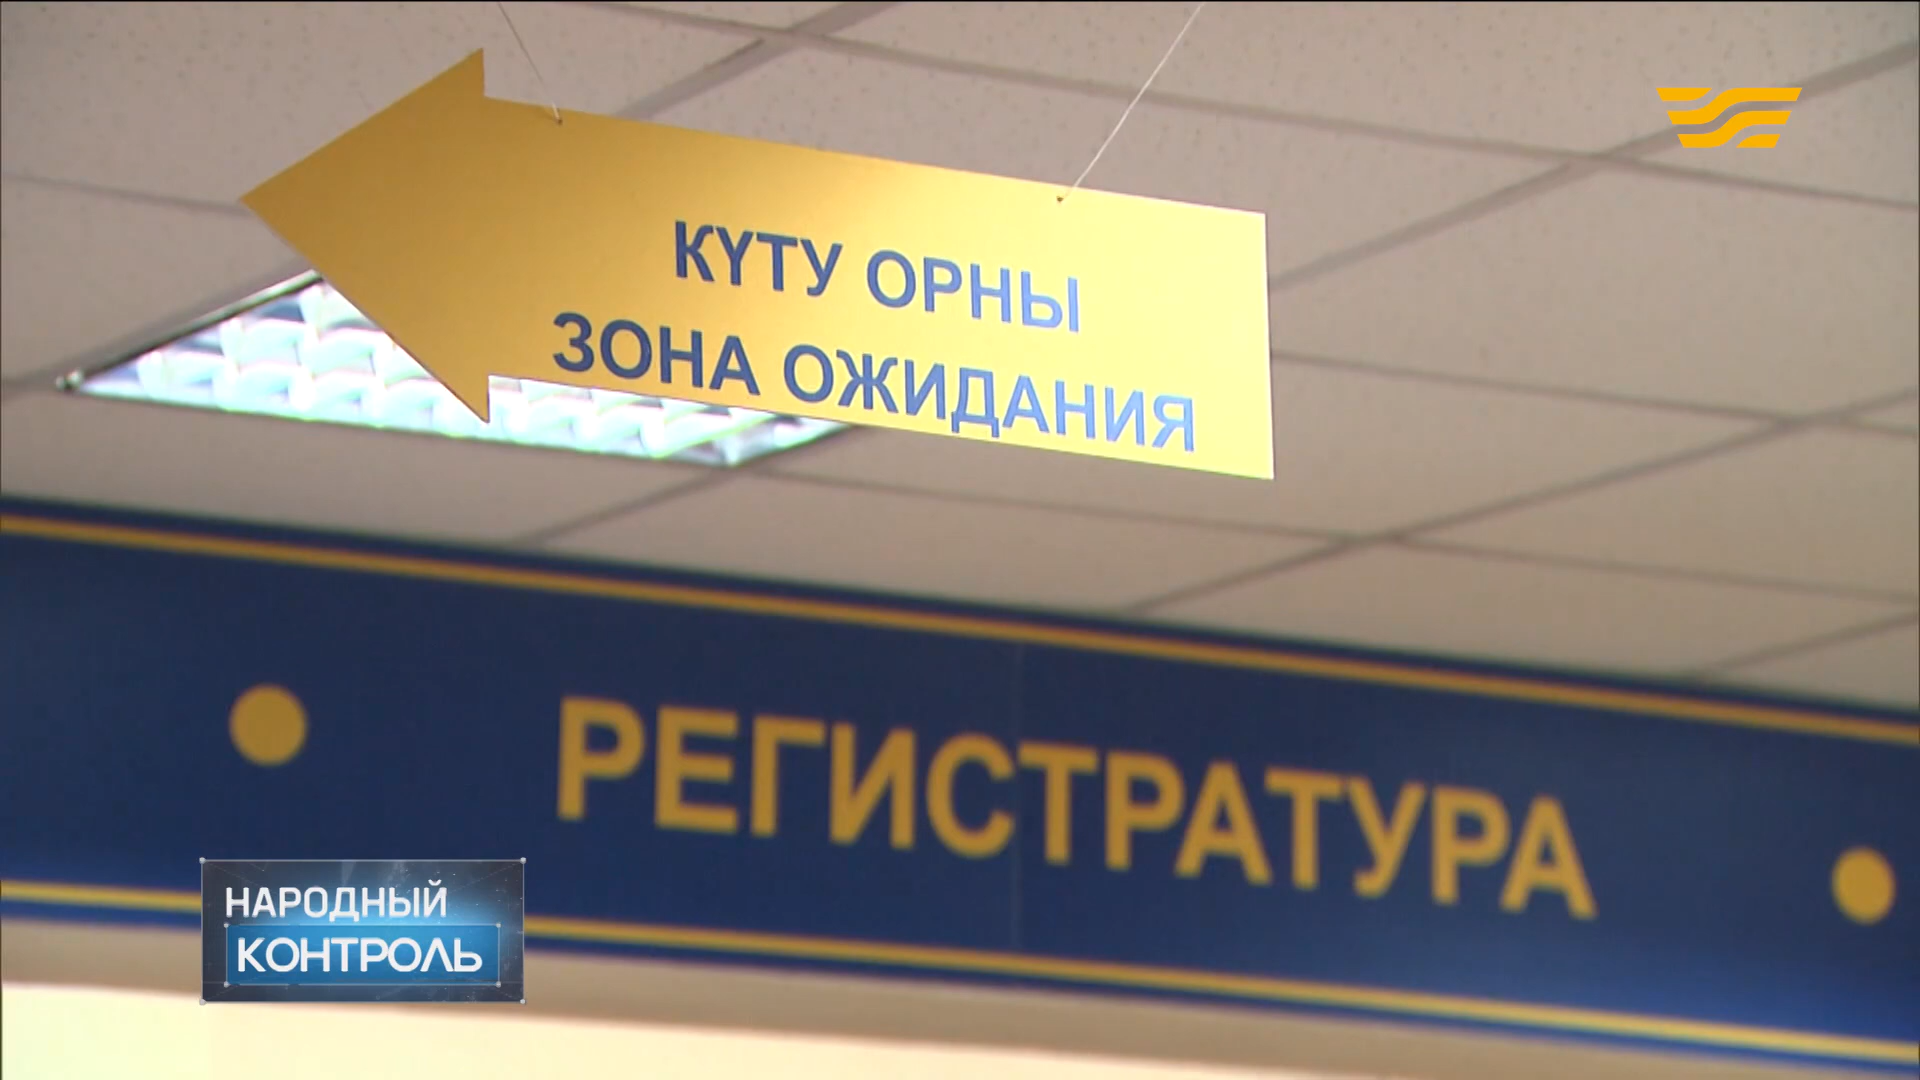 КҮТУ ОРНЫ
ЗОНА ОЖИДАНИЯ
РЕГИСТРАТУРА
НАРОДНЫЙ
КОНТРОЛЬ